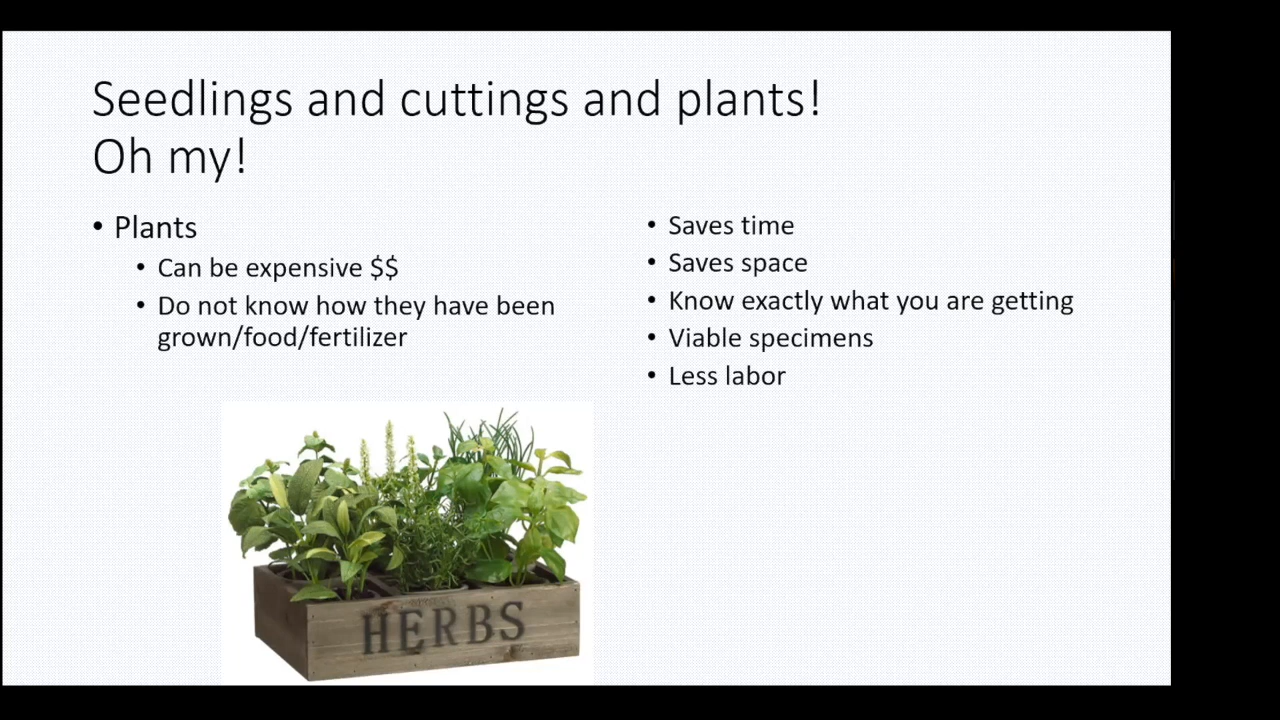 Seedlings and cuttings and plants!
Oh my!
• Plants
• Can be expensive $$
• Do not know how they have been
grown/food/fertilizer
• Saves time
• Saves space
• Know exactly what you are getting
• Viable specimens
• Less labor
HERBS